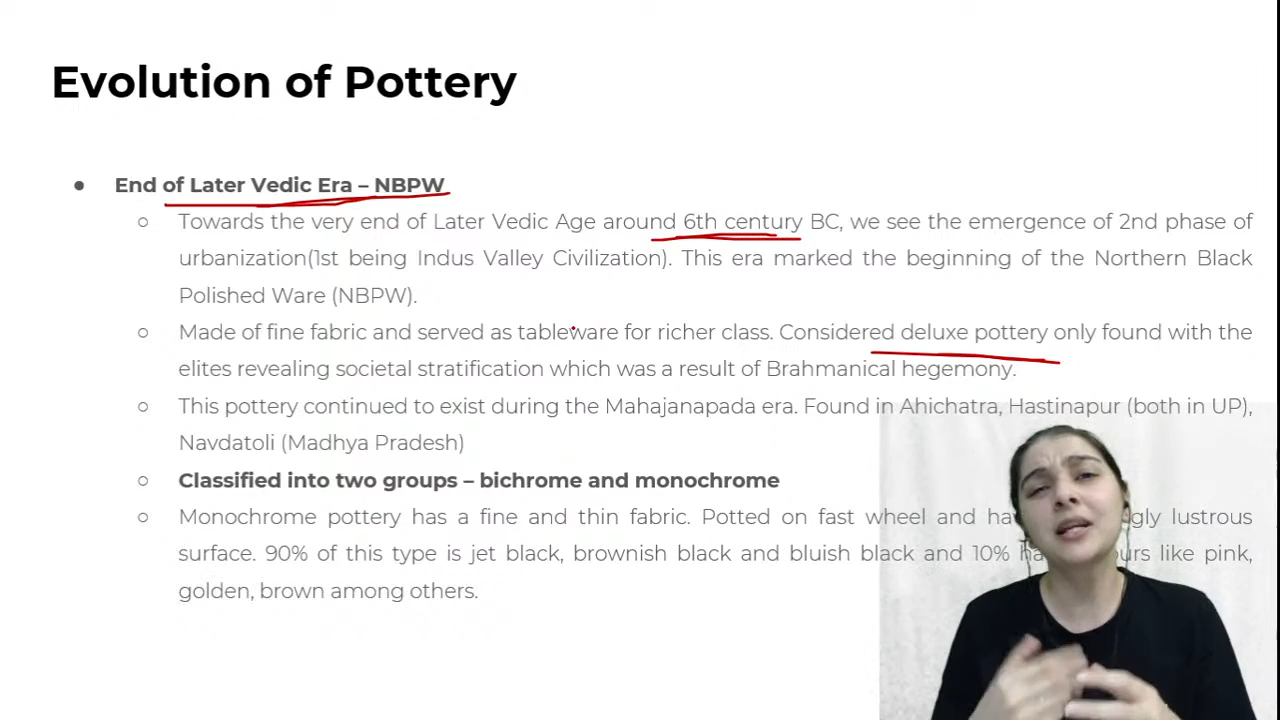 Evolution of Pottery
● End of Later Vedic Era – NBPW
○ Towards the very end of Later Vedic Age around 6th century BC, we see the emergence of 2nd phase of
urbanization(1st being Indus Valley Civilization). This era marked the beginning of the Northern Black
Polished Ware (NBPW).
○ Made of fine fabric and served as tableware for richer class. Considered deluxe pottery only found with the
elites revealing societal stratification which was a result of Brahmanical hegemony.
○ This pottery continued to exist during the Mahajanapada era. Found in Ahichatra, Hastinapur (both in UP),
Navdatoli (Madhya Pradesh)
○ Classified into two groups – bichrome and monochrome
○ Monochrome pottery has a fine and thin fabric. Potted on fast wheel and lustrous
surface. 90% of this type is jet black, brownish black and bluish black and 10% like pink,
golden, brown among others.